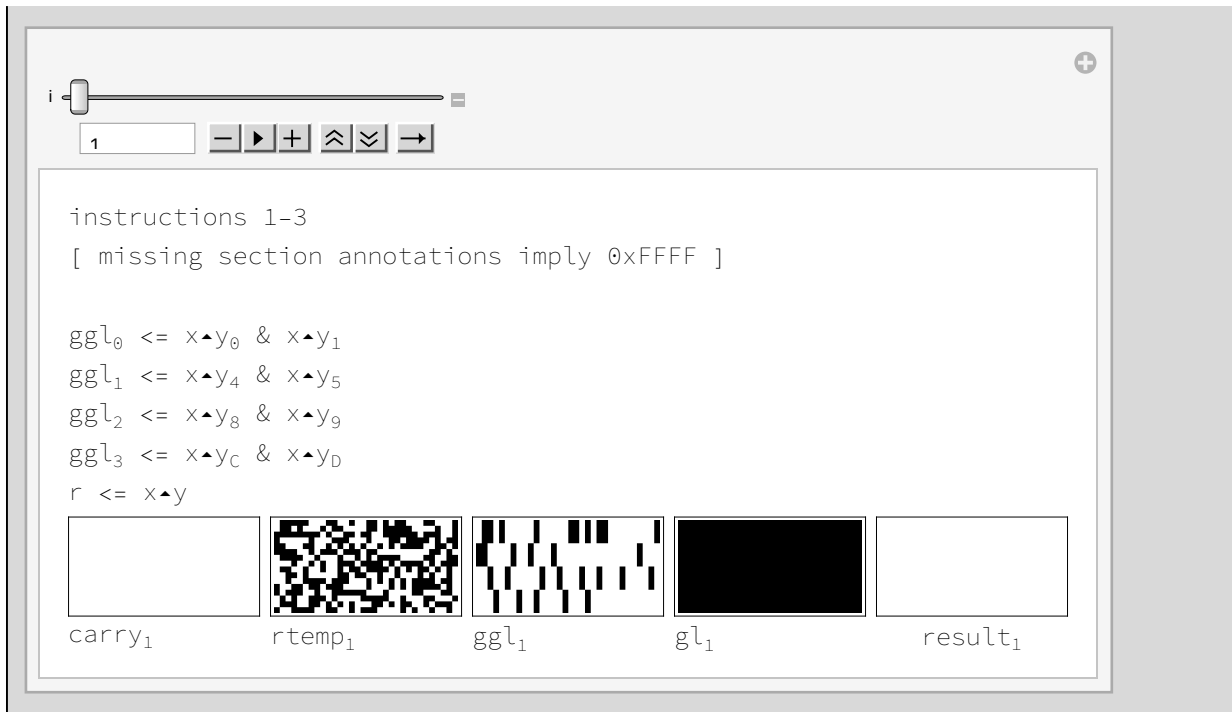 i
1
instructions 1–3
[ missing section annotations imply 0xFFFF ]
ggl₀ <= x▴y₀ & x▴y₁
ggl₁ <= x▴y₄ & x▴y₅
ggl₂ <= x▴y₈ & x▴y₉
ggl₃ <= x▴y_C & x▴y_D
r <= x▴y
carry₁ rtemp₁ ggl₁ gl₁ result₁